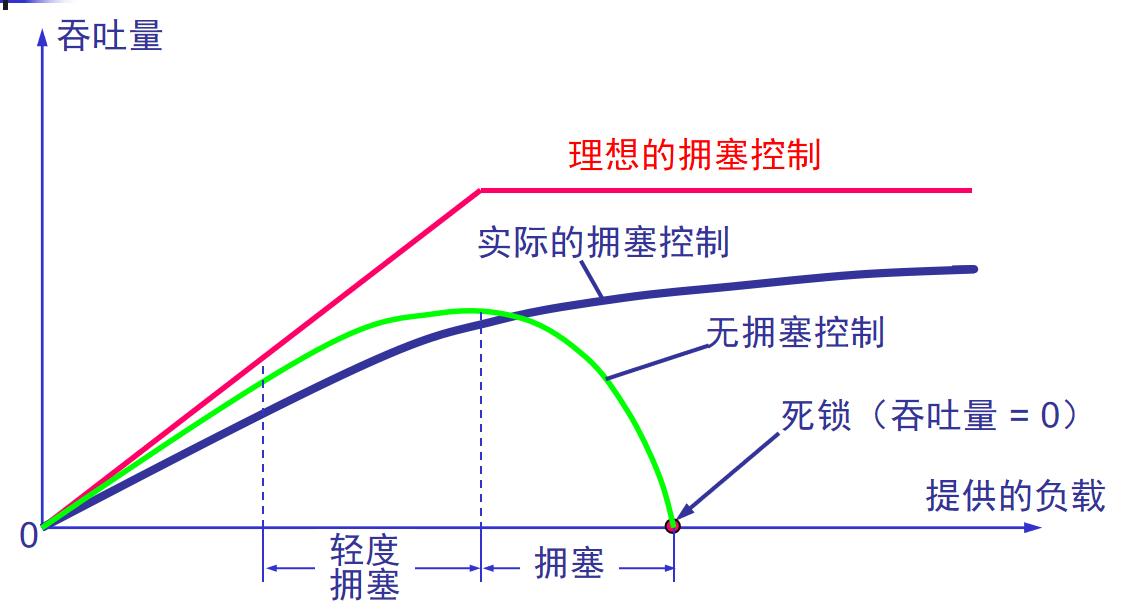 吞吐量
理想的拥塞控制
实际的拥塞控制
无拥塞控制
死锁（吞吐量 = 0）
提供的负载
0
轻度
拥塞
拥塞